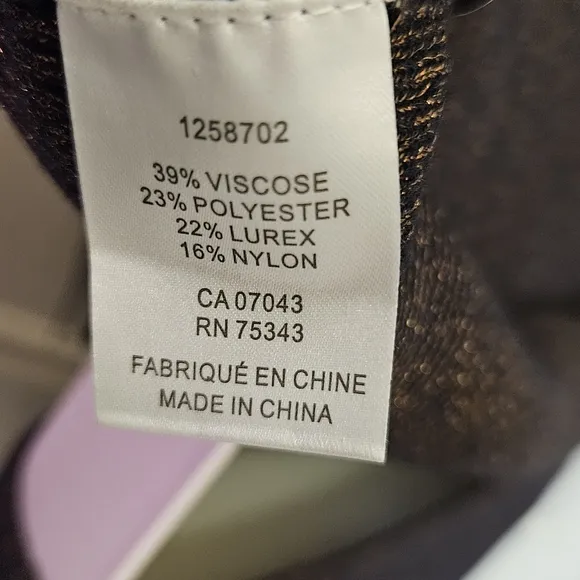 1258702
39% VISCOSE
23% POLYESTER
22% LUREX
16% NYLON
CA 07043
RN 75343
FABRIQUÉ EN CHINE
MADE IN CHINA